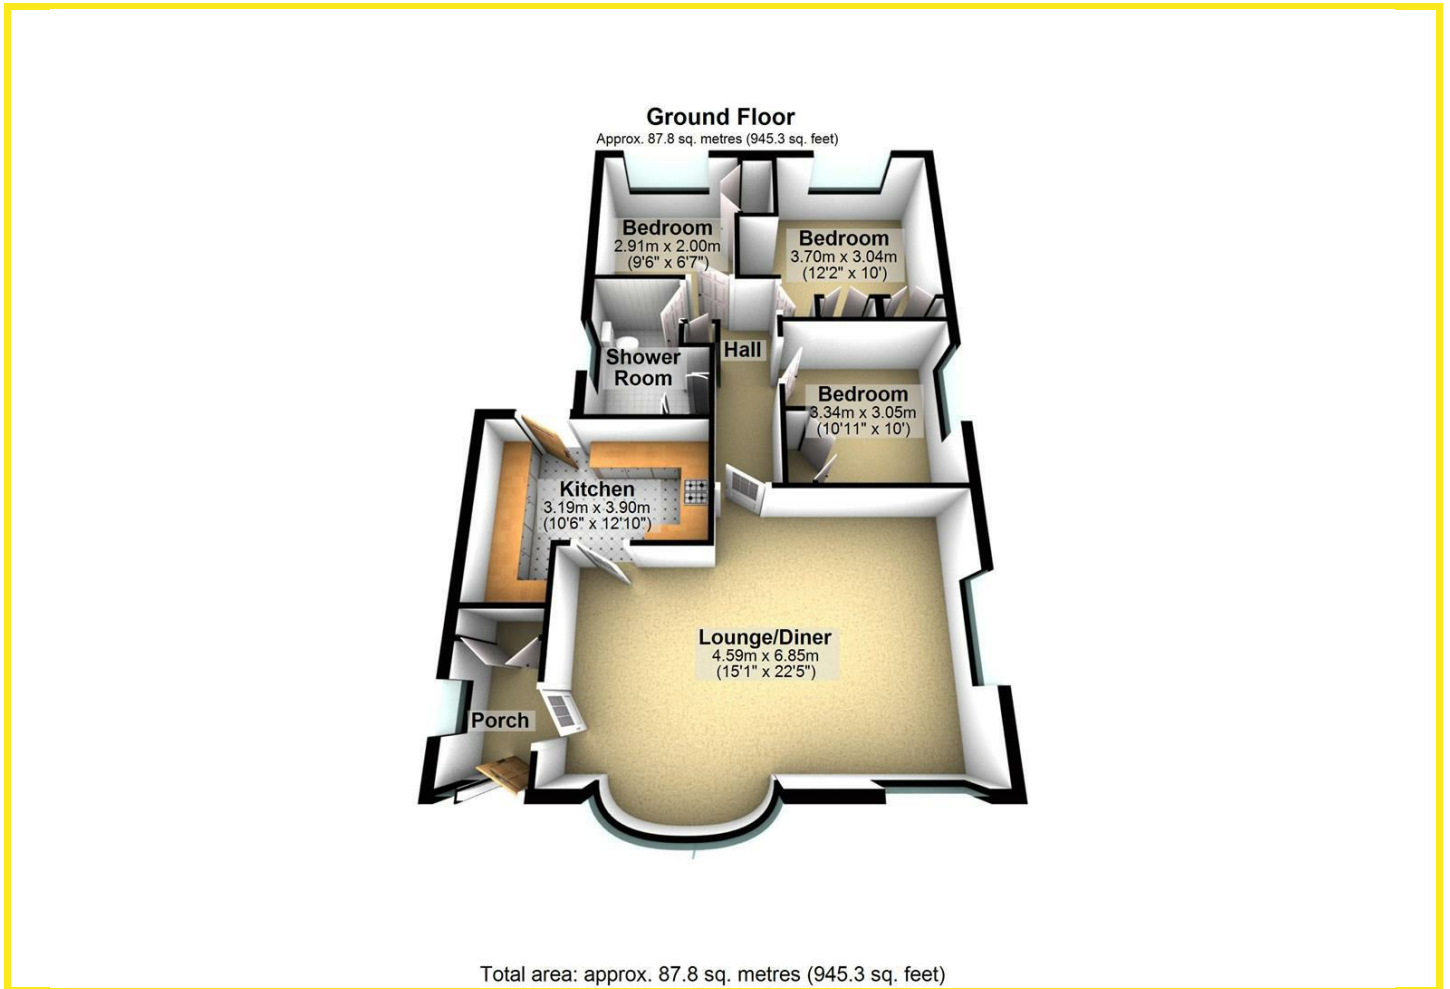 Ground Floor
Approx. 87.8 sq. metres (945.3 sq. feet)
Bedroom
2.91m x 2.00m
(9'6" x 6'7")
Bedroom
3.70m x 3.04m
(12'2" x 10')
Shower
Room
Hall
Bedroom
3.34m x 3.05m
(10'11" x 10')
Kitchen
3.19m x 3.90m
(10'6" x 12'10")
Lounge/Diner
4.59m x 6.85m
(15'1" x 22'5")
Porch
Total area: approx. 87.8 sq. metres (945.3 sq. feet)